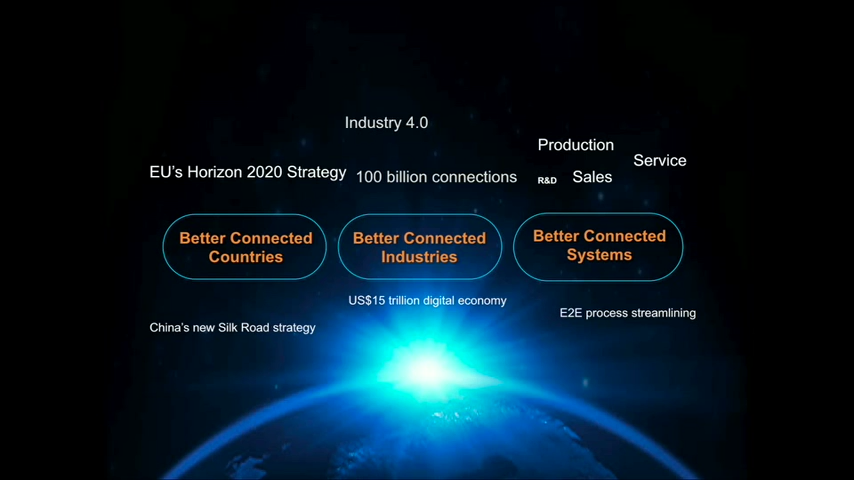 Industry 4.0
Production
Service
EU's Horizon 2020 Strategy
100 billion connections
R&D
Sales
Better Connected
Countries
Better Connected
Industries
Better Connected
Systems
US$15 trillion digital economy
E2E process streamlining
China's new Silk Road strategy